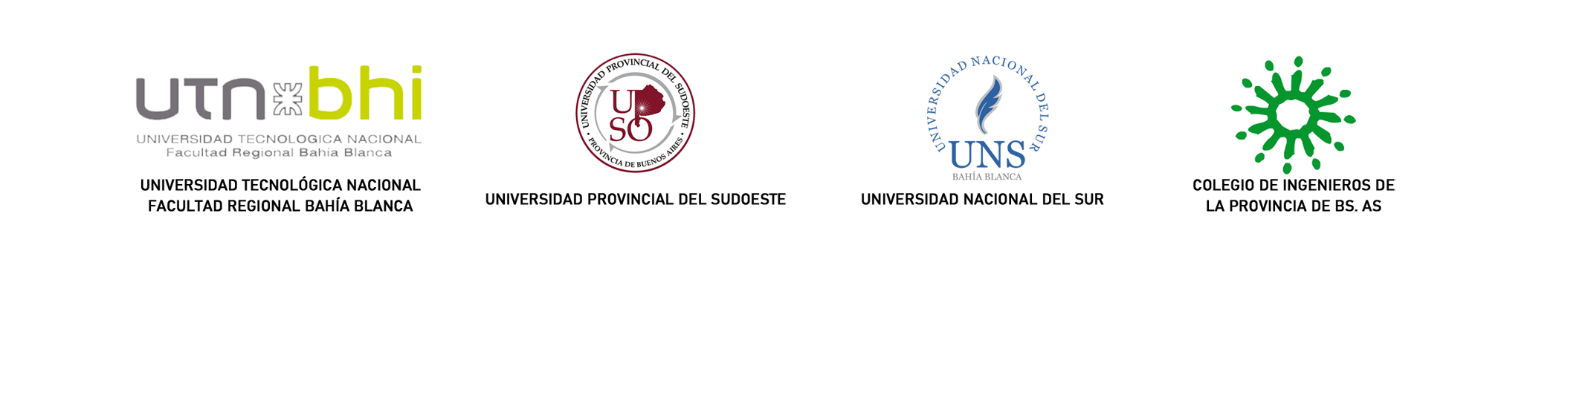 utn bhi
UNIVERSIDAD TECNOLOGICA NACIONAL
Facultad Regional Bahía Blanca
UNIVERSIDAD TECNOLÓGICA NACIONAL
FACULTAD REGIONAL BAHÍA BLANCA
UNIVERSIDAD PROVINCIAL DEL SUDOESTE
• PROVINCIA DE BUENOS AIRES •
UP
SO
UNIVERSIDAD PROVINCIAL DEL SUDOESTE
UNIVERSIDAD NACIONAL DEL SUR
UNS
BAHÍA BLANCA
UNIVERSIDAD NACIONAL DEL SUR
COLEGIO DE INGENIEROS DE
LA PROVINCIA DE BS. AS